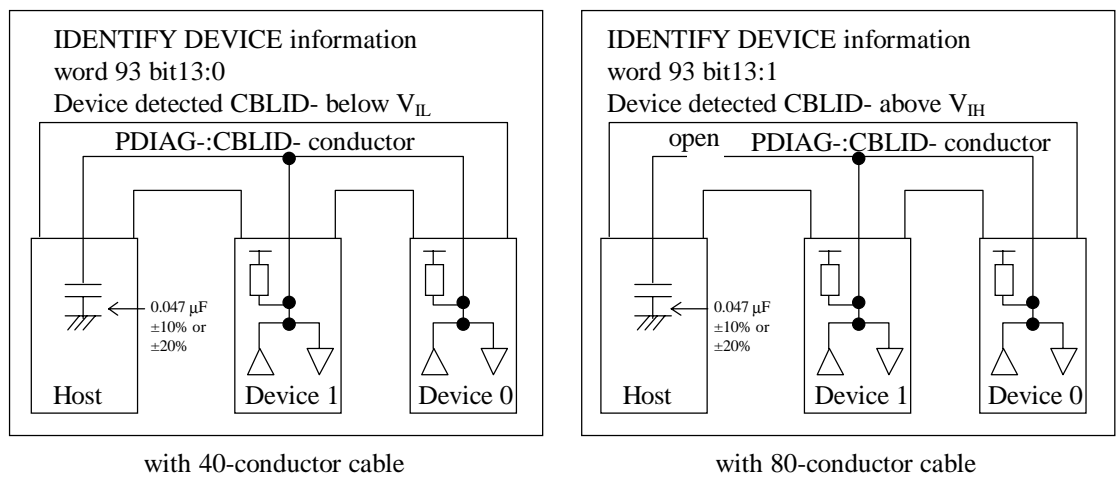 IDENTIFY DEVICE information
word 93 bit13:0
Device detected CBLID- below VIL
PDIAG-:CBLID- conductor
0.047 μF
±10% or
±20%
Host
Device 1
Device 0
with 40-conductor cable
IDENTIFY DEVICE information
word 93 bit13:1
Device detected CBLID- above VIH
open PDIAG-:CBLID- conductor
0.047 μF
±10% or
±20%
Host
Device 1
Device 0
with 80-conductor cable